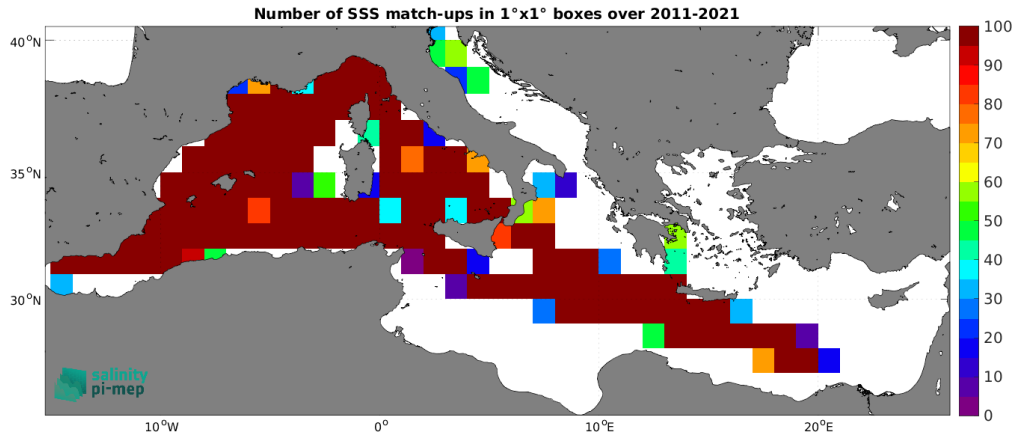 Number of SSS match-ups in 1°x1° boxes over 2011-2021
40°N
35°N
30°N
10°W
0°
10°E
20°E
100
90
80
70
60
50
40
30
20
10
0
salinity
pi-mep